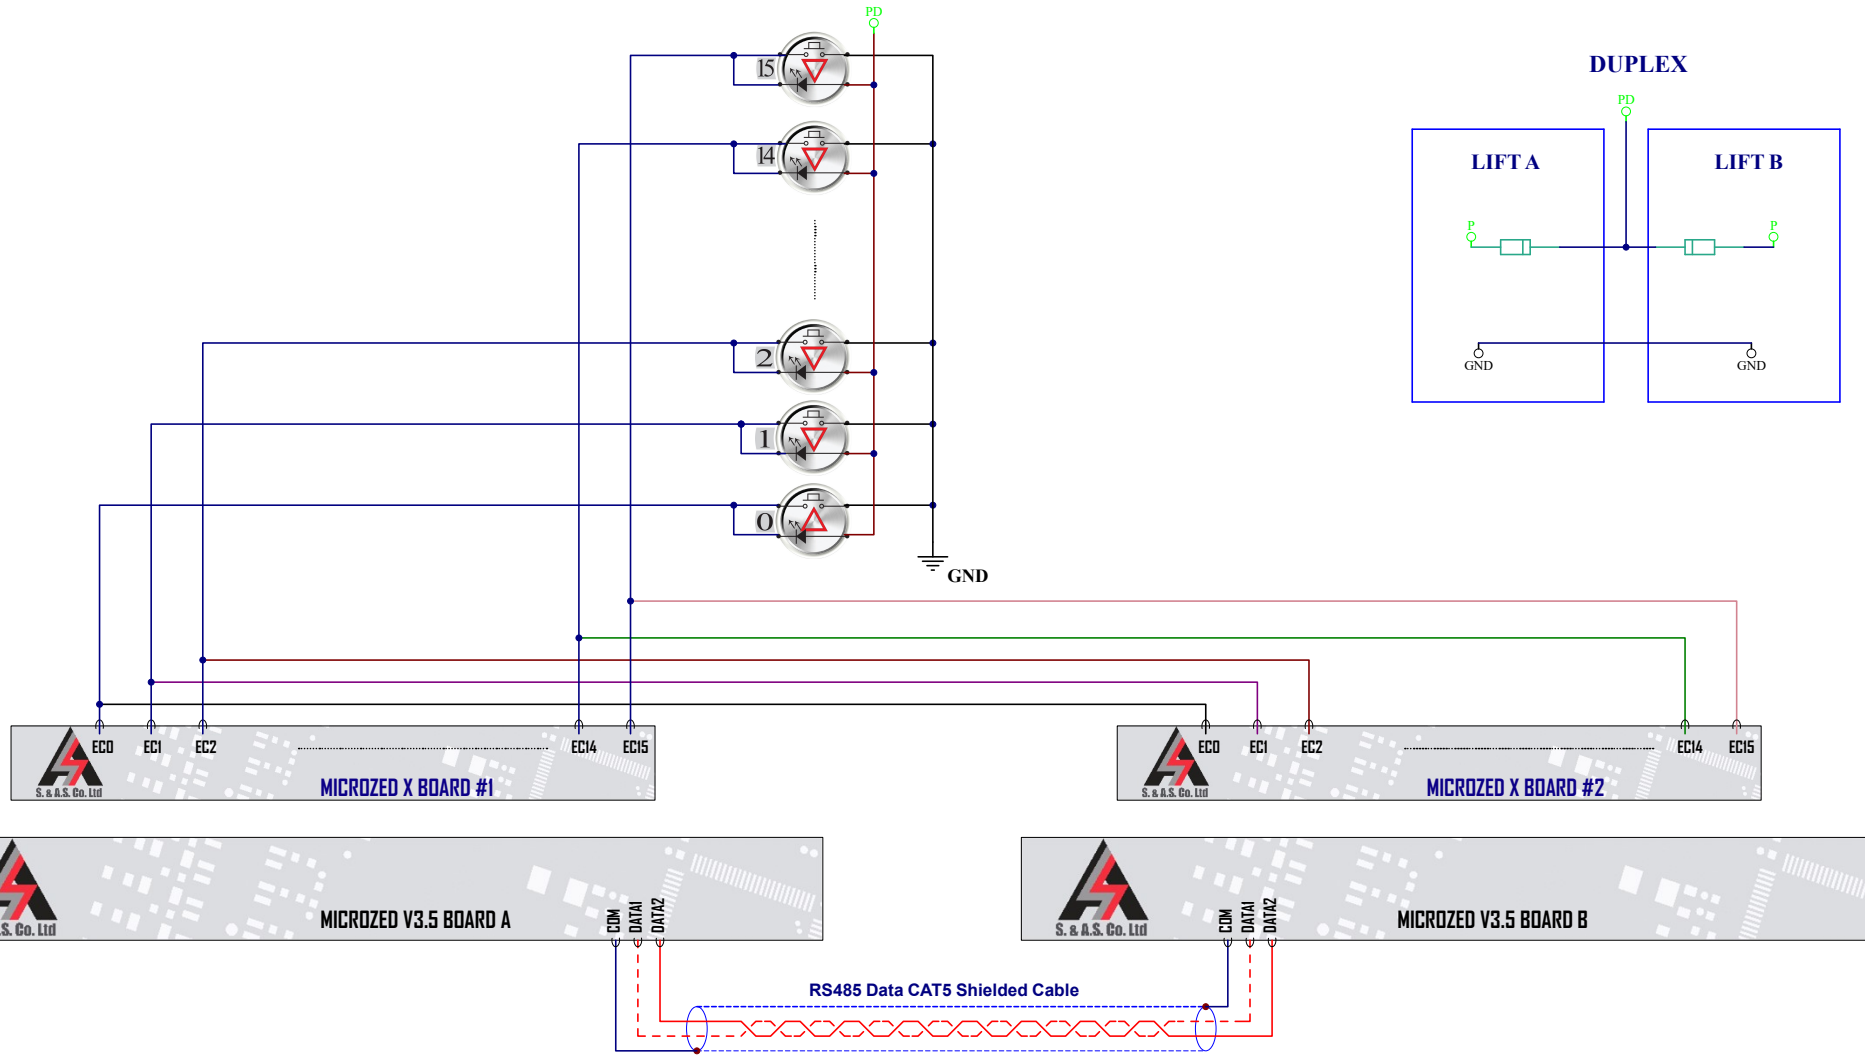 PD
15
14
2
1
0
GND
DUPLEX
PD
LIFT A
LIFT B
P
P
GND
GND
EC0 EC1 EC2 EC14 EC15
S. & A.S. Co. Ltd
MICROZED X BOARD #1
EC0 EC1 EC2 EC14 EC15
S. & A.S. Co. Ltd
MICROZED X BOARD #2
.S. Co. Ltd
MICROZED V3.5 BOARD A
COM
DATA1
DATA2
S. & A.S. Co. Ltd
COM
DATA1
DATA2
MICROZED V3.5 BOARD B
RS485 Data CAT5 Shielded Cable